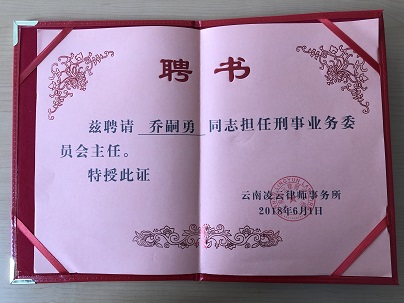 聘书
兹聘请 乔嗣勇 同志担任刑事业务委
员会主任。
特授此证
云南凌云律师事务所
2018年6月1日